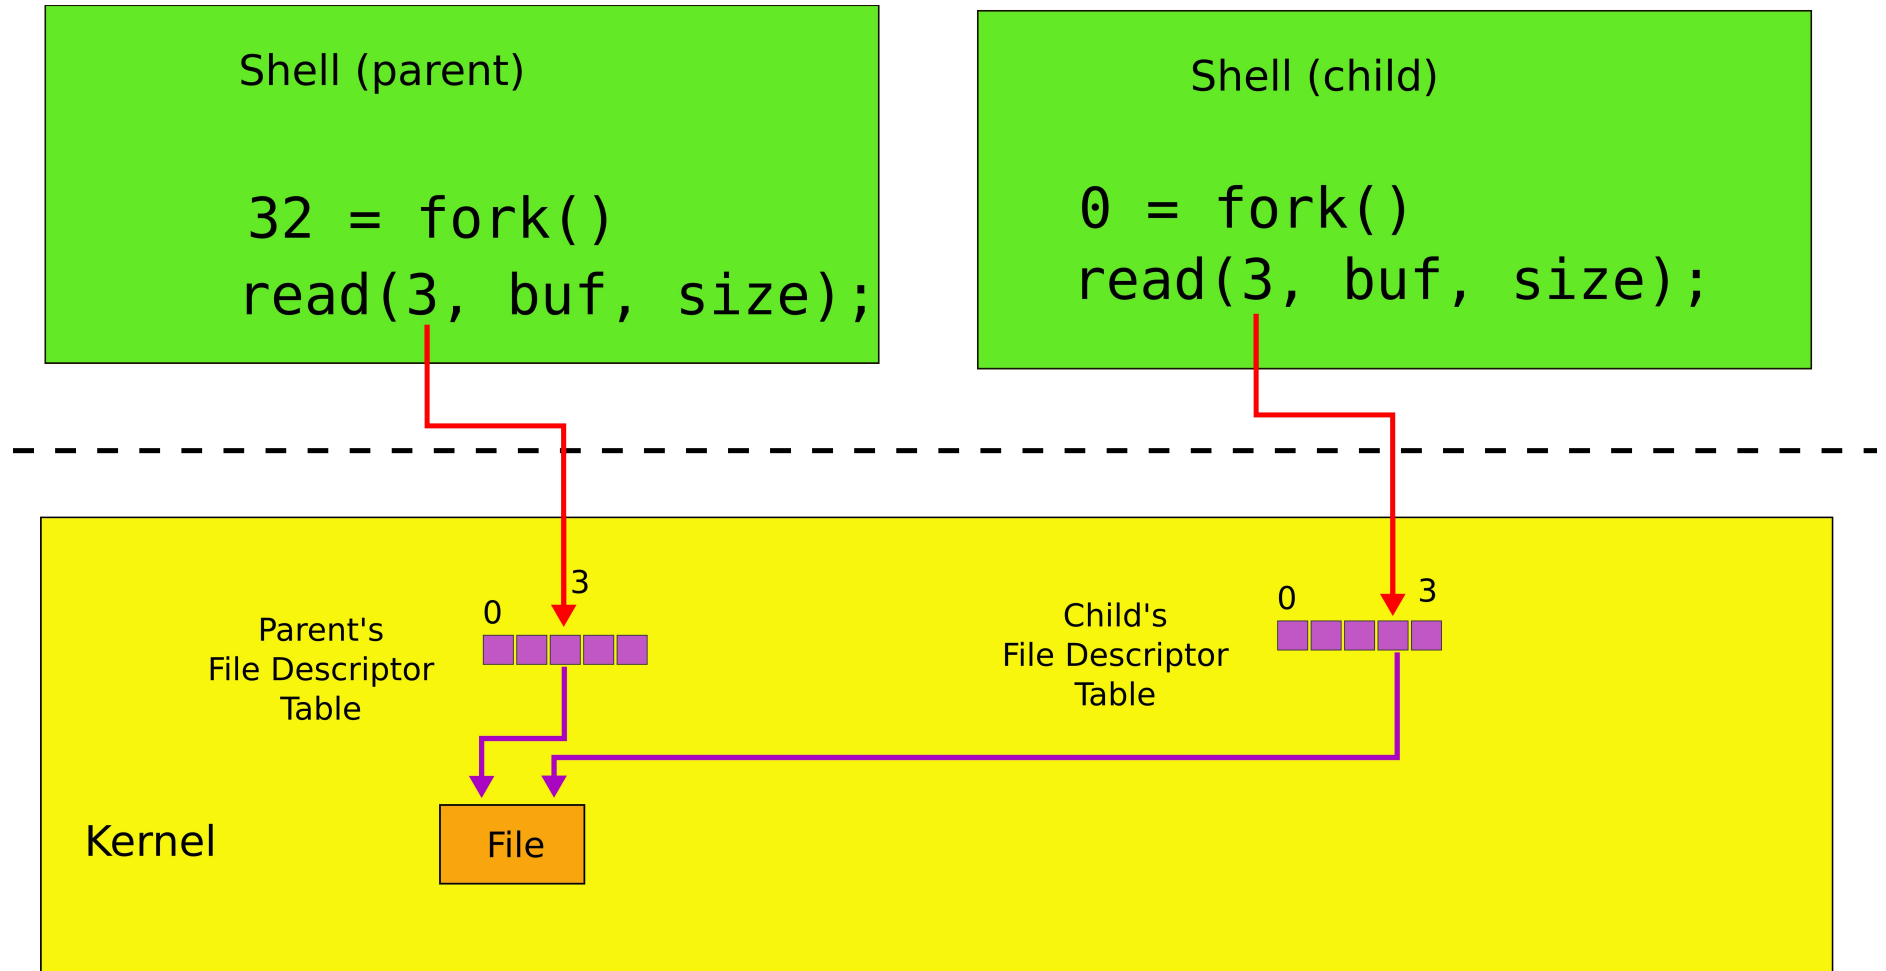 Shell (parent)
32 = fork()
read(3, buf, size);
Shell (child)
0 = fork()
read(3, buf, size);
0
3
Parent's
File Descriptor
Table
0
3
Child's
File Descriptor
Table
Kernel
File